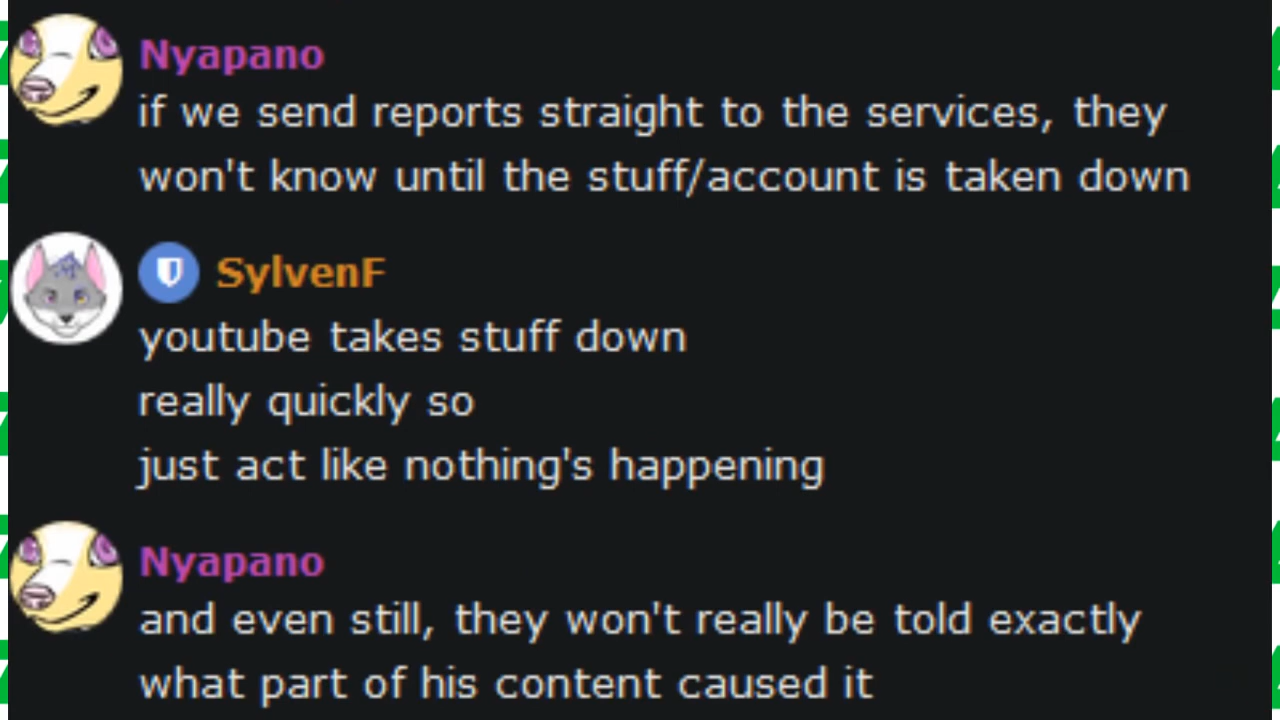 Nyapano
if we send reports straight to the services, they
won't know until the stuff/account is taken down
SylvenF
youtube takes stuff down
really quickly so
just act like nothing's happening
Nyapano
and even still, they won't really be told exactly
what part of his content caused it